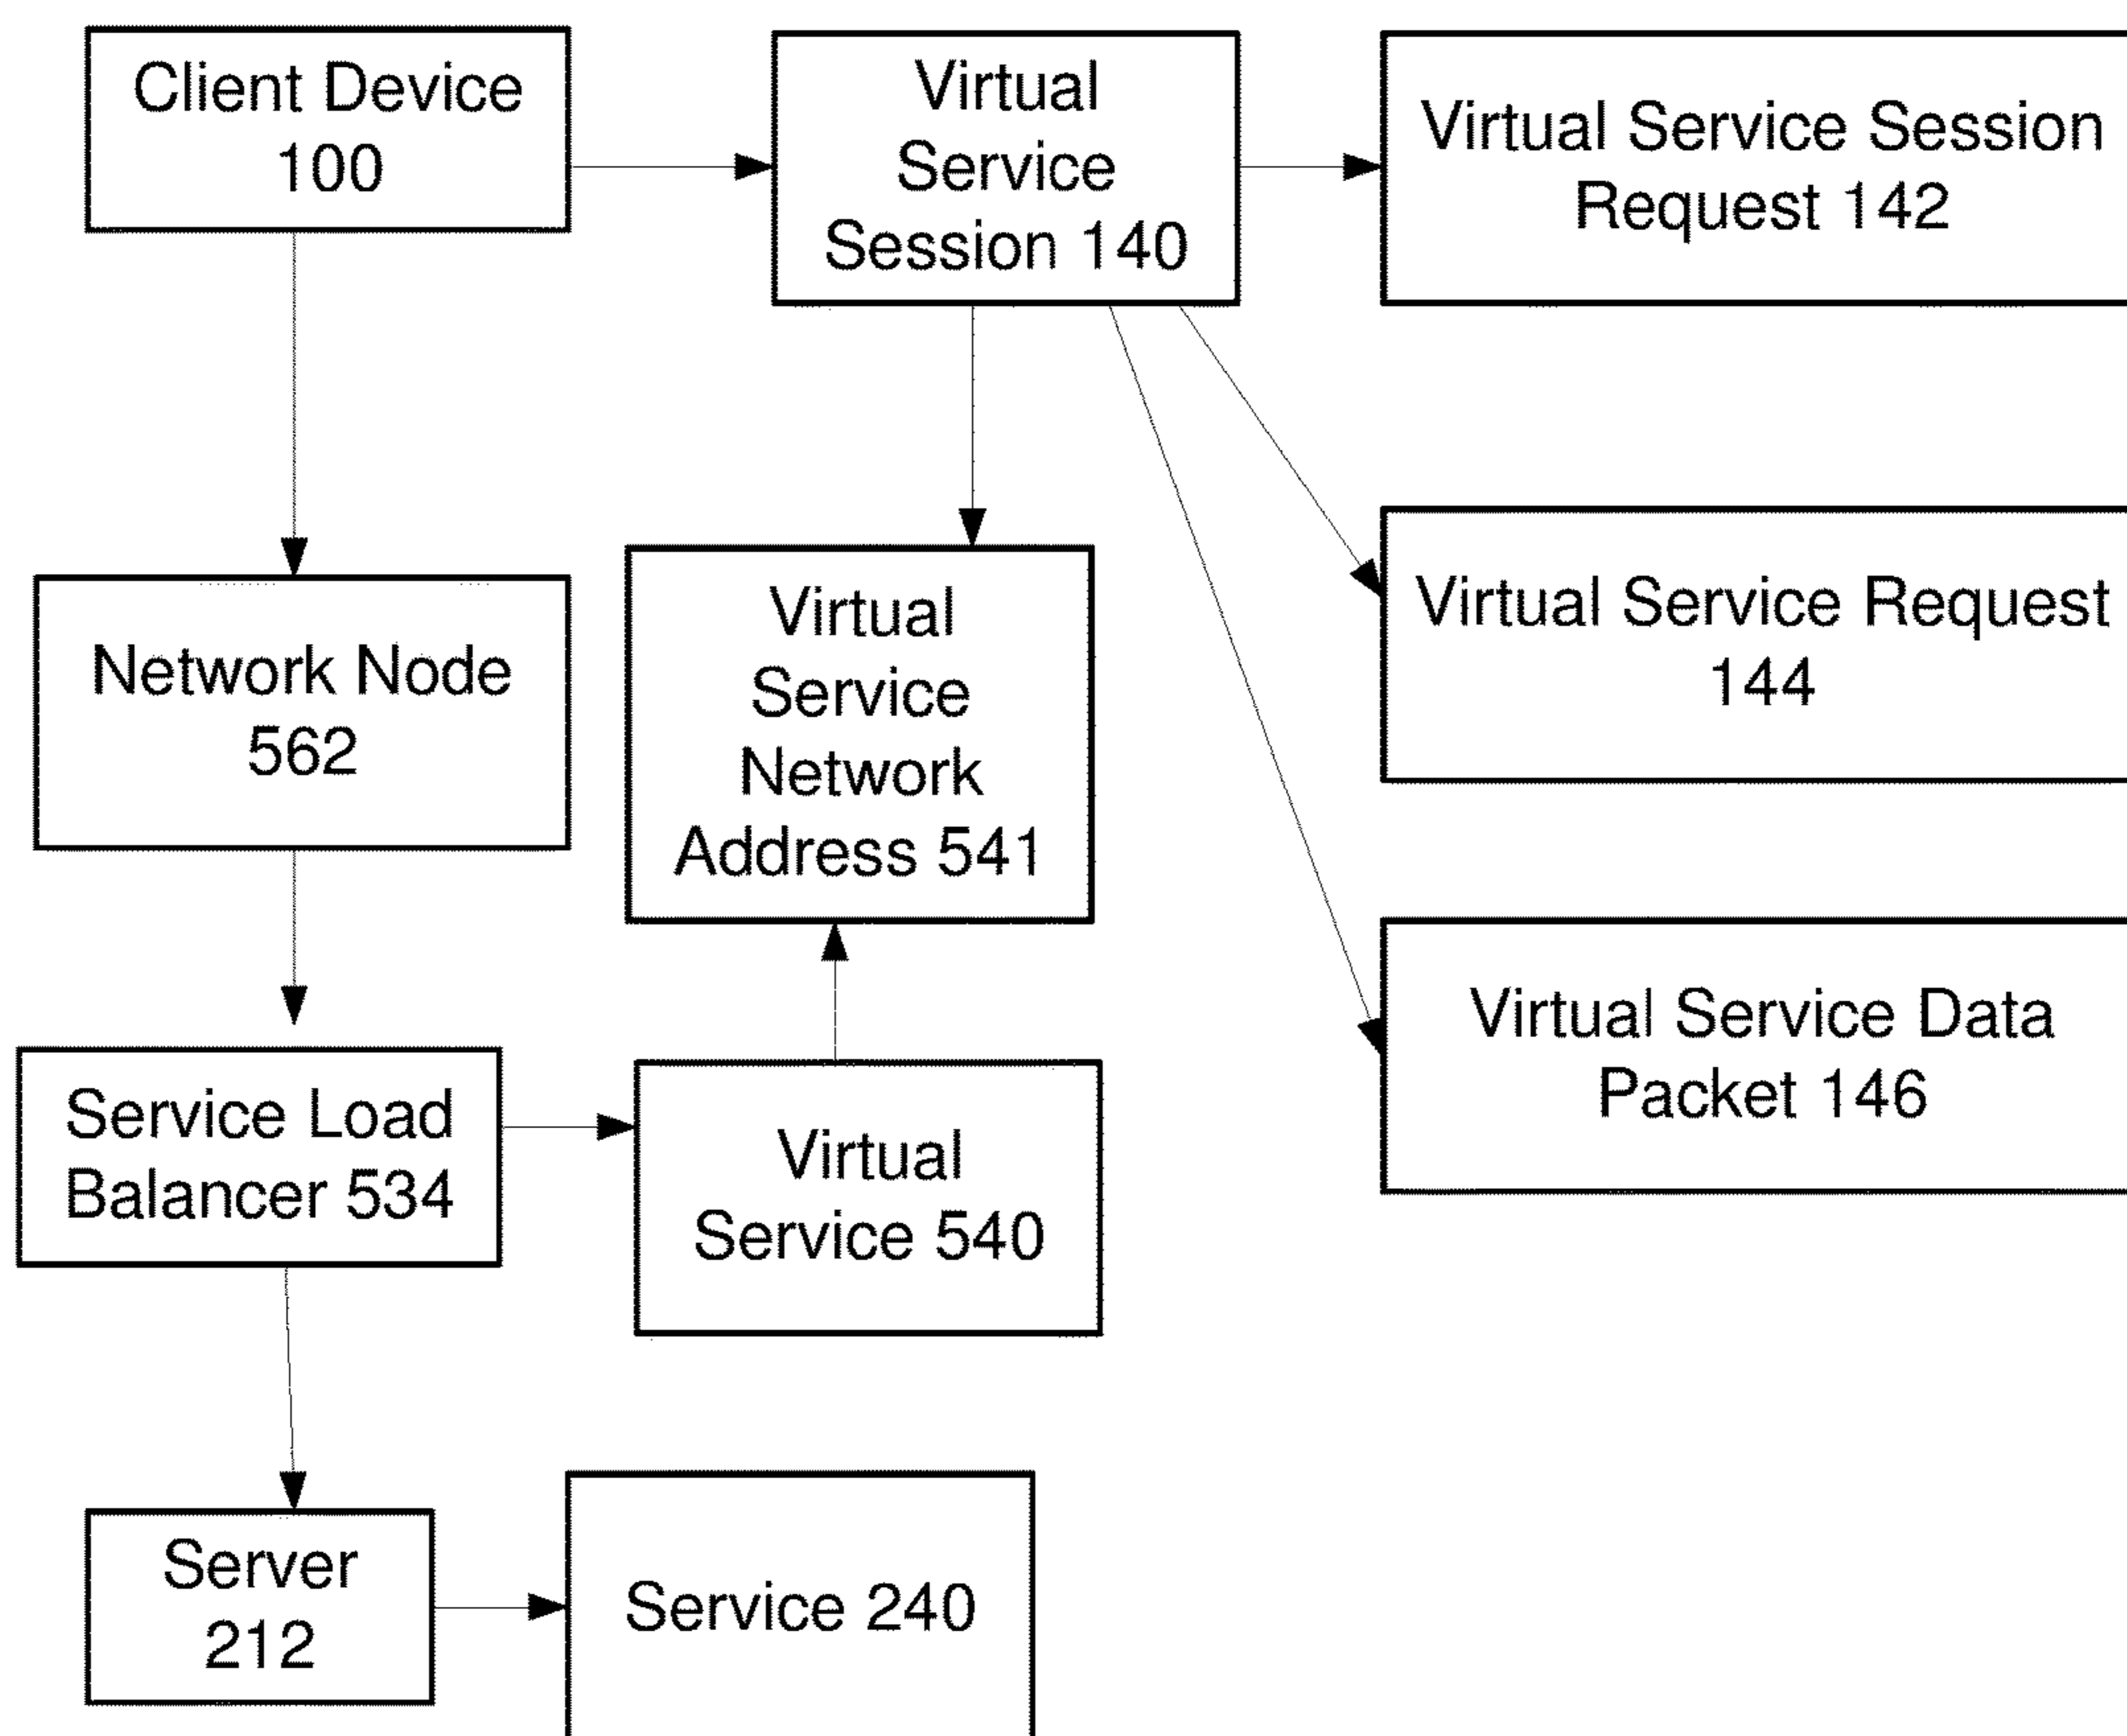 Client Device
100
Virtual
Service
Session 140
Virtual Service Session
Request 142
Network Node
562
Virtual
Service
Network
Address 541
Virtual Service Request
144
Service Load
Balancer 534
Virtual
Service 540
Virtual Service Data
Packet 146
Server
212
Service 240